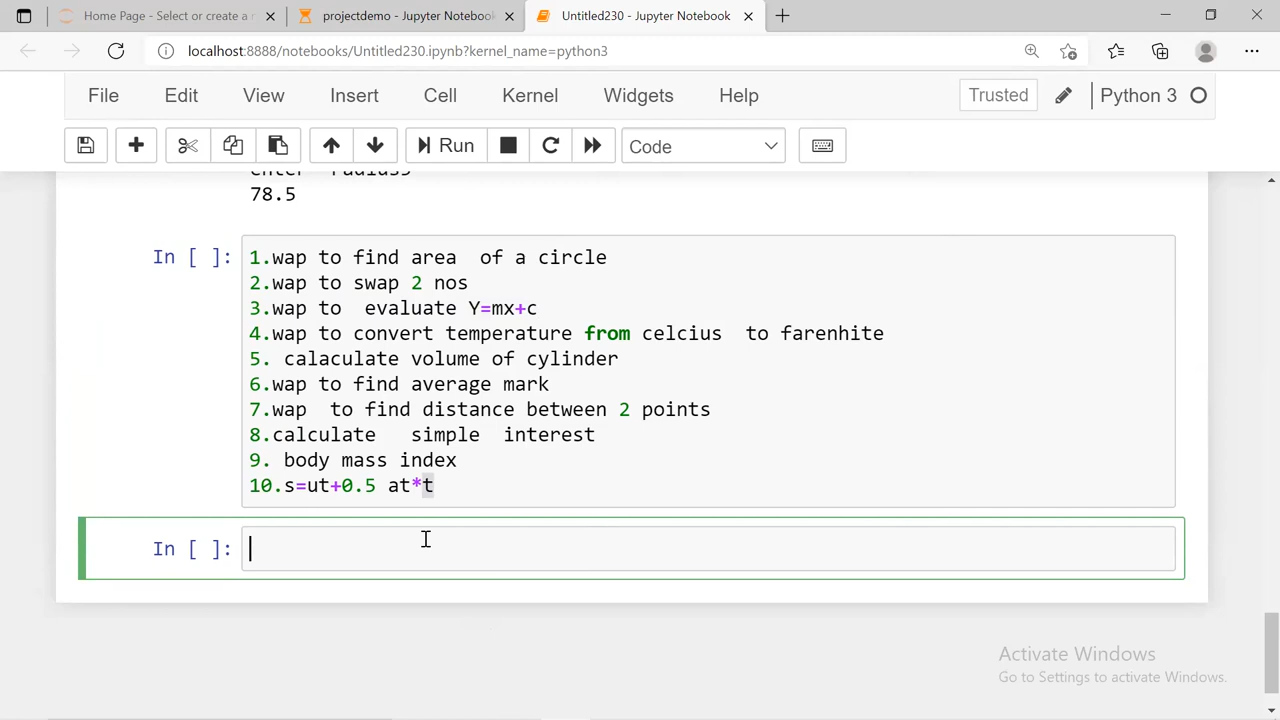 Home Page - Select or create a n
projectdemo - Jupyter Notebook
Untitled230 - Jupyter Notebook
localhost:8888/notebooks/Untitled230.ipynb?kernel_name=python3
File Edit View Insert Cell Kernel Widgets Help Trusted Python 3
Run Code
78.5
In [ ]: 1.wap to find area of a circle
2.wap to swap 2 nos
3.wap to evaluate Y=mx+c
4.wap to convert temperature from celcius to farenhite
5. calaculate volume of cylinder
6.wap to find average mark
7.wap to find distance between 2 points
8.calculate simple interest
9. body mass index
10.s=ut+0.5 at*t
In [ ]:
Activate Windows
Go to Settings to activate Windows.